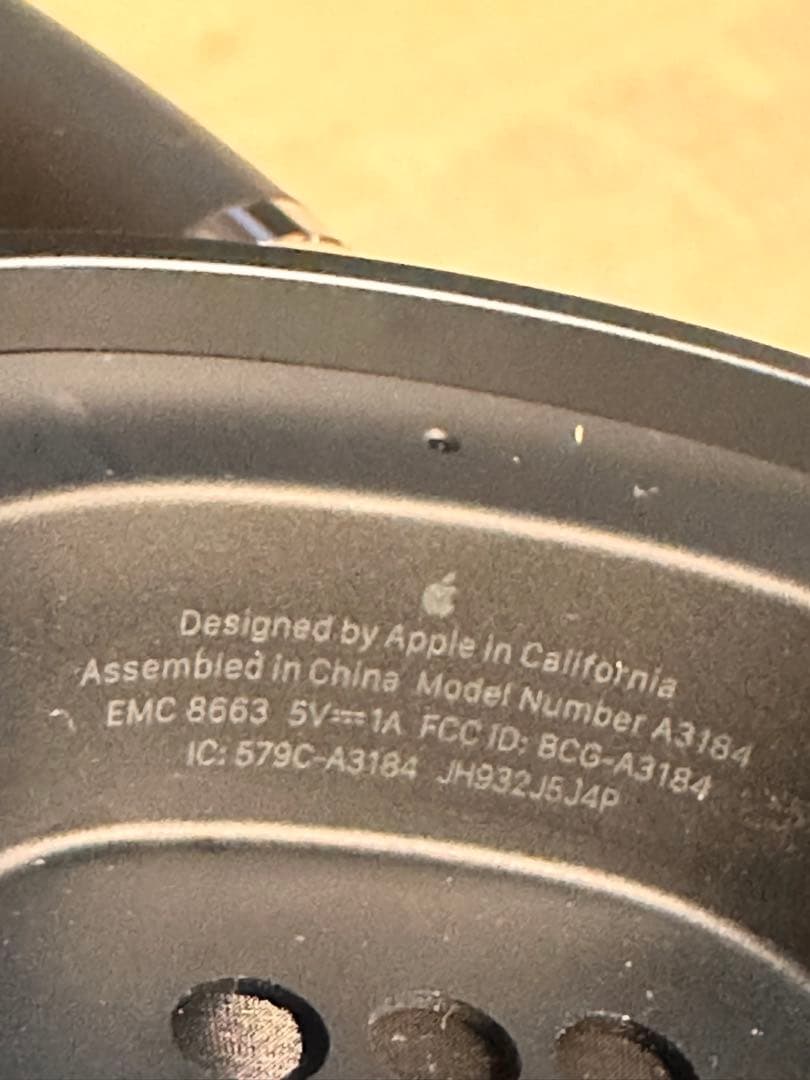 Designed by Apple in California
Assembled in China Model Number A3184
EMC 8663 5V⎓1A FCC ID: BCG-A3184
IC: 579C-A3184 JH932J5J4P